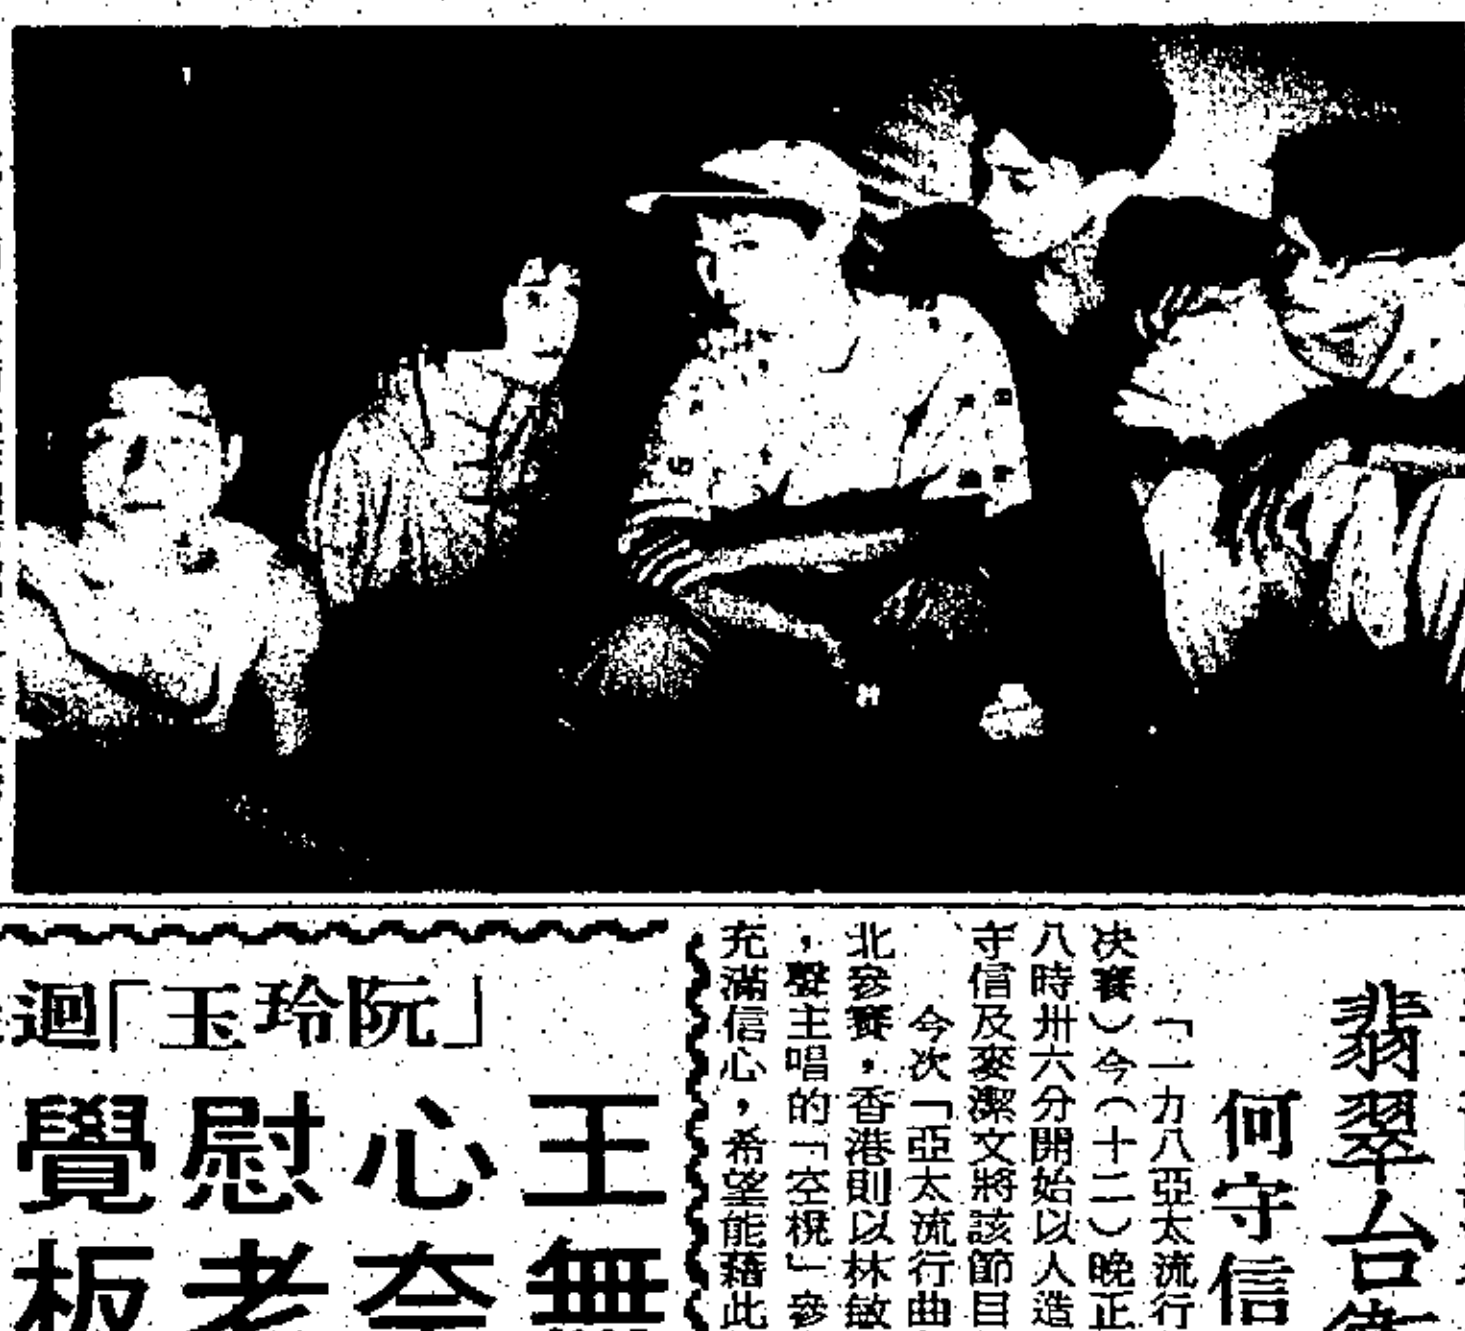 翡翠台衞
何守信
「一九八亞太流行
決賽）今（十二）晚正
八時卅六分開始以人造
守信及麥潔文將該節目
今次「亞太流行曲
北參賽，香港則以林敏
，聲主唱的「空櫈」參
充滿信心，希望能藉此
「阮玲玉」迴
王無
心奈
慰老
覺板